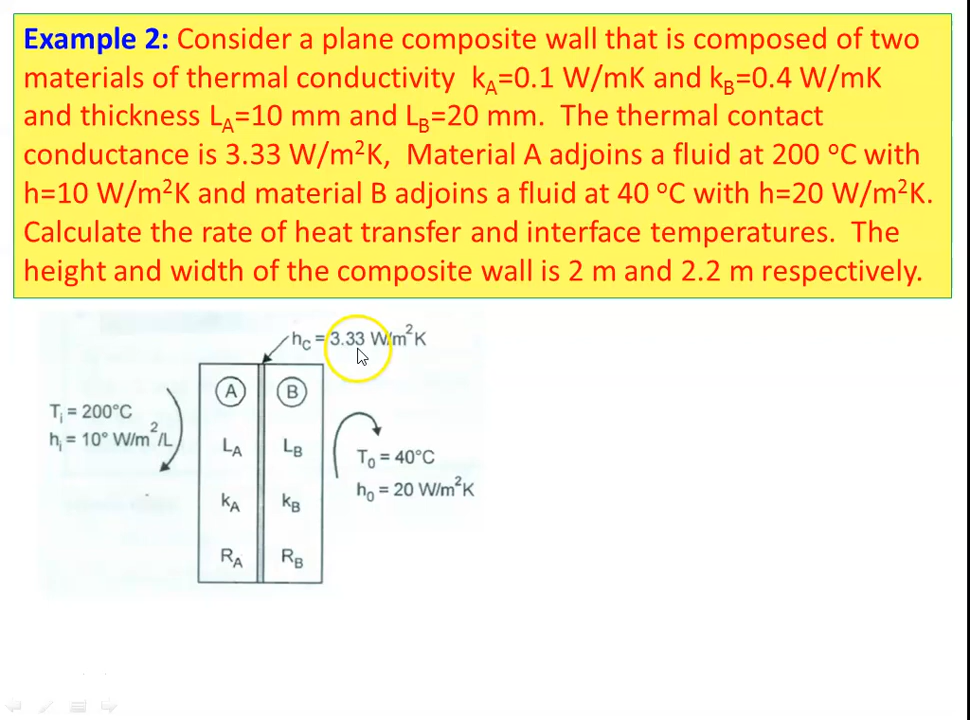 Example 2: Consider a plane composite wall that is composed of two
materials of thermal conductivity kA=0.1 W/mK and kB=0.4 W/mK
and thickness LA=10 mm and LB=20 mm. The thermal contact
conductance is 3.33 W/m2K, Material A adjoins a fluid at 200 oC with
h=10 W/m2K and material B adjoins a fluid at 40 oC with h=20 W/m2K.
Calculate the rate of heat transfer and interface temperatures. The
height and width of the composite wall is 2 m and 2.2 m respectively.
hC = 3.33 W/m2K
A B
Ti = 200°C
hi = 10° W/m2/L
LA LB
T0 = 40°C
h0 = 20 W/m2K
kA kB
RA RB